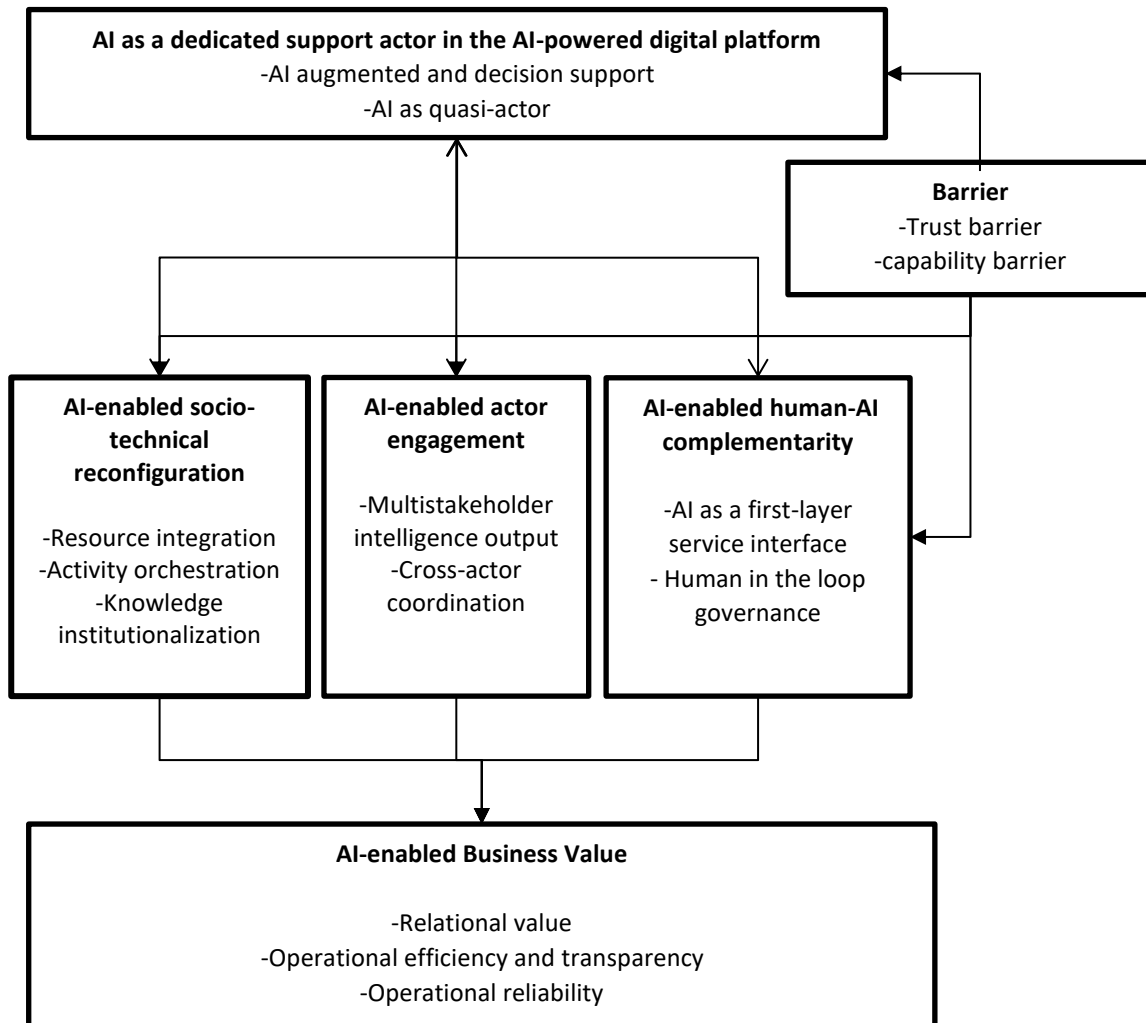 AI as a dedicated support actor in the AI-powered digital platform
-AI augmented and decision support
-AI as quasi-actor
Barrier
-Trust barrier
-capability barrier
AI-enabled socio-
technical
reconfiguration
-Resource integration
-Activity orchestration
-Knowledge
institutionalization
AI-enabled actor
engagement
-Multistakeholder
intelligence output
-Cross-actor
coordination
AI-enabled human-AI
complementarity
-AI as a first-layer
service interface
- Human in the loop
governance
AI-enabled Business Value
-Relational value
-Operational efficiency and transparency
-Operational reliability